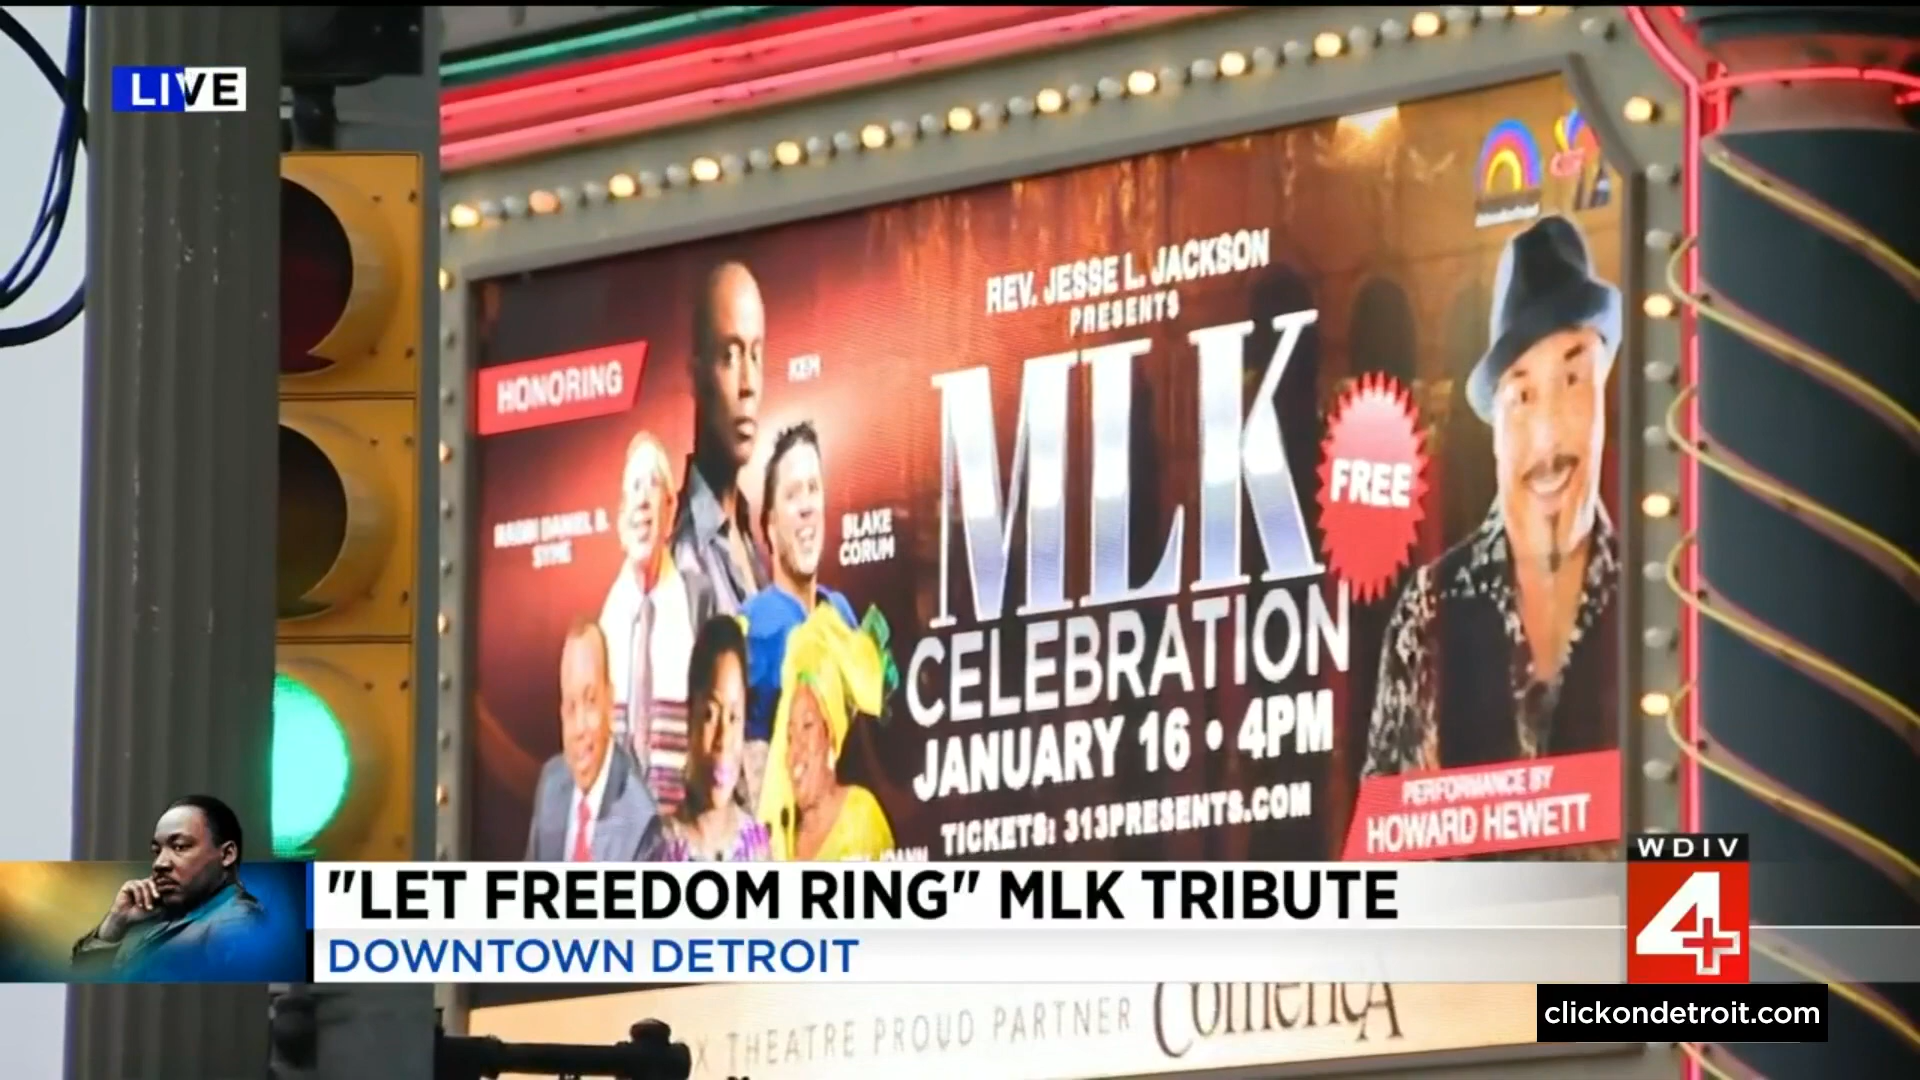 LIVE
REV. JESSE L. JACKSON
PRESENTS
HONORING
KEM
MLK
FREE
BLAKE
CORUM
CELEBRATION
JANUARY 16 • 4PM
TICKETS: 313PRESENTS.COM
PERFORMANCE BY
HOWARD HEWETT
WDIV
4
"LET FREEDOM RING" MLK TRIBUTE
DOWNTOWN DETROIT
X THEATRE PROUD PARTNER Comerica
clickondetroit.com